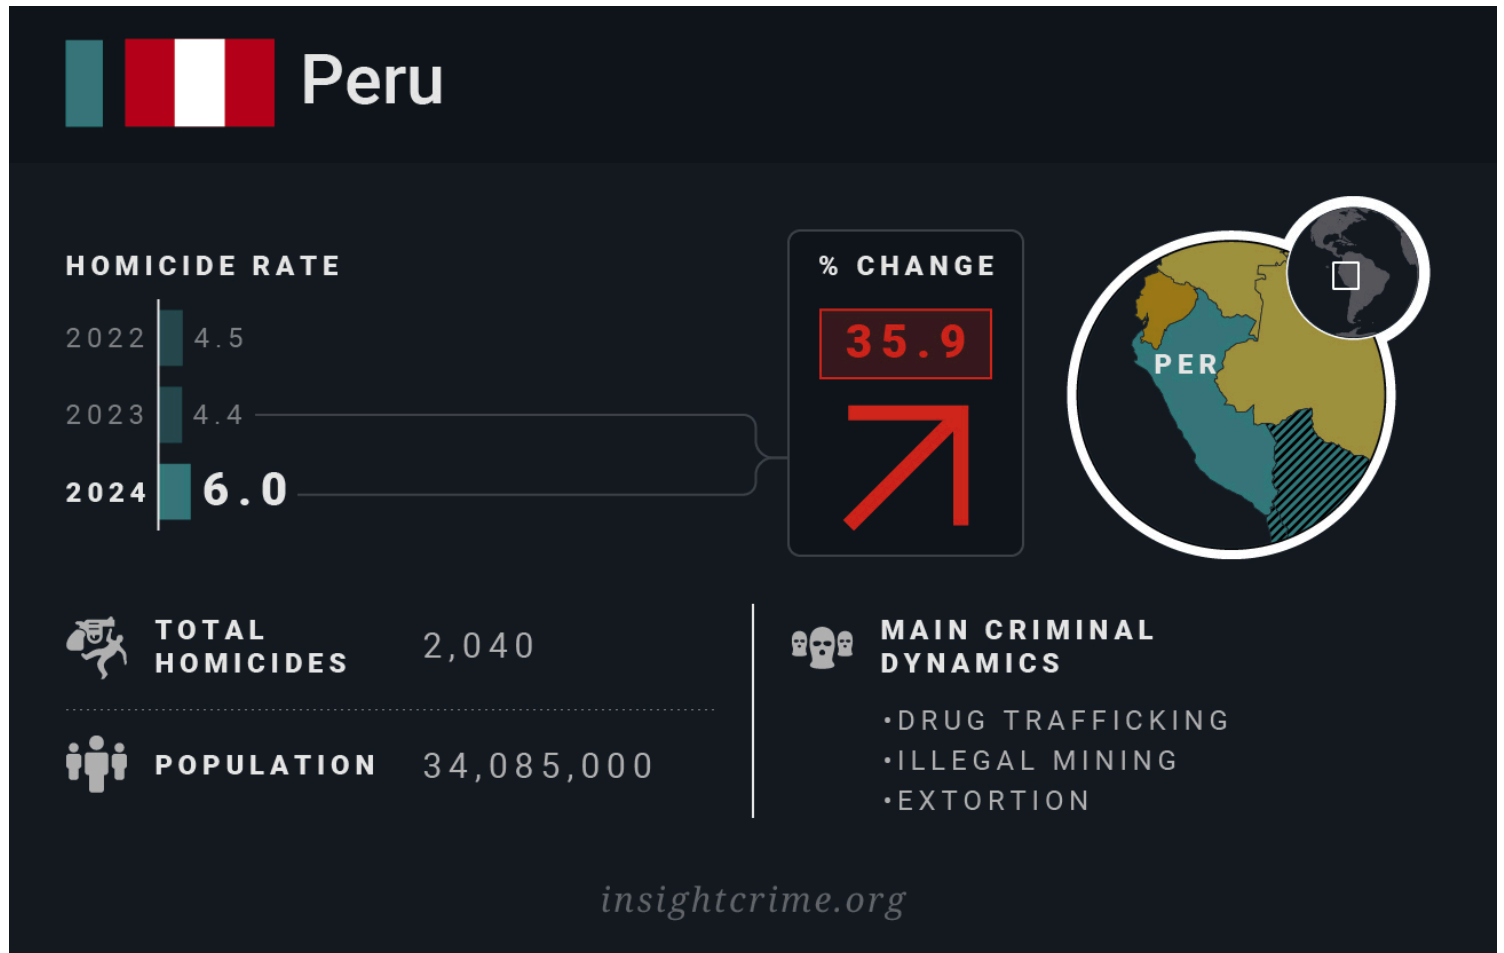 Peru
HOMICIDE RATE
2022 4.5
2023 4.4
2024 6.0
% CHANGE
35.9
PER
TOTAL
HOMICIDES
2,040
POPULATION
34,085,000
MAIN CRIMINAL
DYNAMICS
•DRUG TRAFFICKING
•ILLEGAL MINING
•EXTORTION
insightcrime.org